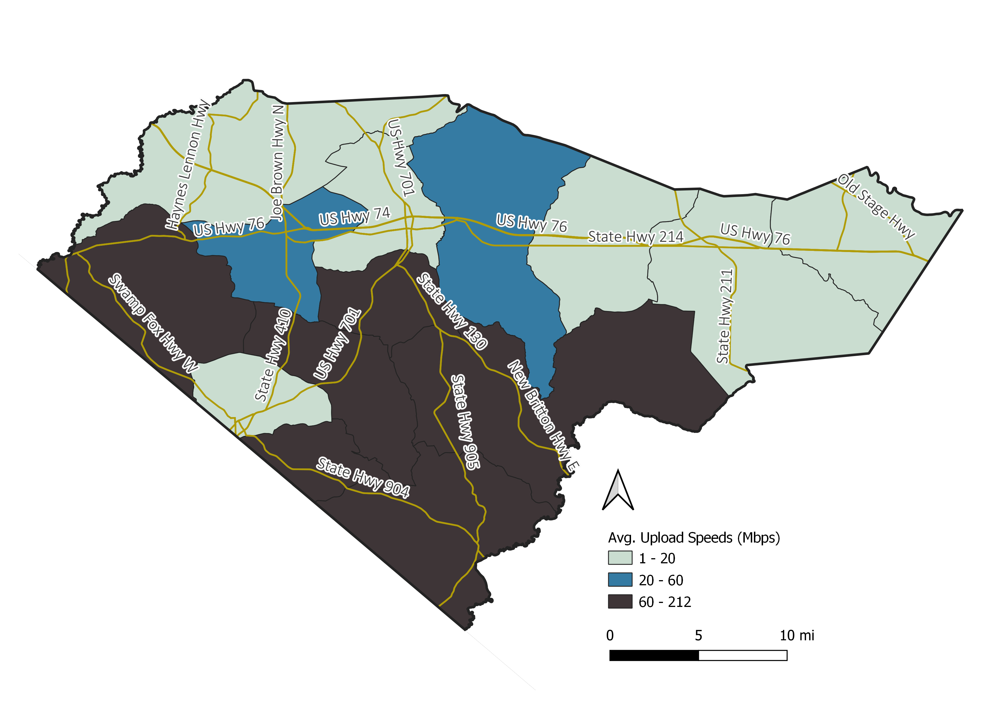 Haynes Lennon Hwy
Joe Brown Hwy N
US Hwy 701
Old Stage Hwy
US Hwy 76
US Hwy 74
US Hwy 76
State Hwy 214
US Hwy 76
Swamp Fox Hwy W
State Hwy 410
US Hwy 701
State Hwy 130
State Hwy 211
State Hwy 905
New Britton Hwy E
State Hwy 904
Avg. Upload Speeds (Mbps)
1 - 20
20 - 60
60 - 212
0 5 10 mi